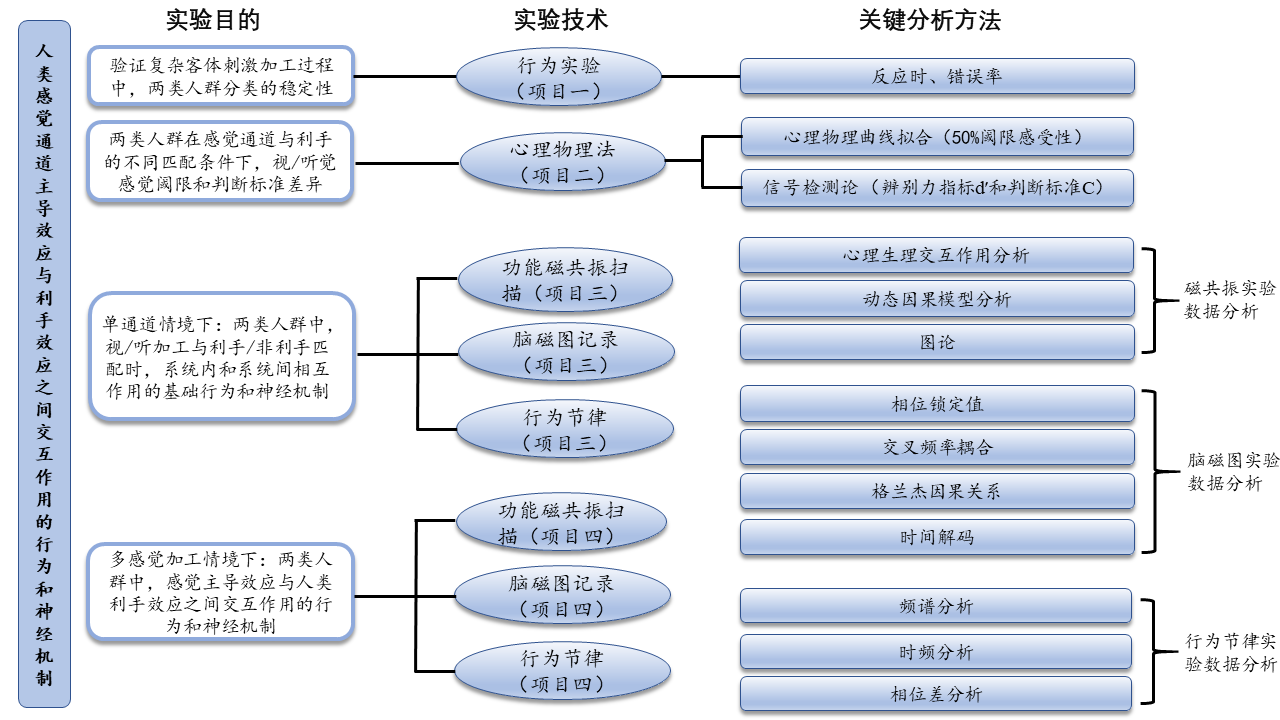 人类感觉通道主导效应与利手效应之间交互作用的行为和神经机制
实验目的
实验技术
关键分析方法
验证复杂客体刺激加工过程
中，两类人群分类的稳定性
行为实验
（项目一）
反应时、错误率
两类人群在感觉通道与利手
的不同匹配条件下，视/听觉
感觉阈限和判断标准差异
心理物理法
（项目二）
心理物理曲线拟合（50%阈限感受性）
信号检测论（辨别力指标d′和判断标准C）
单通道情境下：两类人群中，
视/听加工与利手/非利手匹
配时，系统内和系统间相互
作用的基础行为和神经机制
功能磁共振扫
描（项目三）
脑磁图记录
（项目三）
行为节律
（项目三）
心理生理交互作用分析
动态因果模型分析
图论
磁共振实验
数据分析
相位锁定值
交叉频率耦合
格兰杰因果关系
时间解码
脑磁图实验
数据分析
多感觉加工情境下：两类人
群中，感觉主导效应与人类
利手效应之间交互作用的行
为和神经机制
功能磁共振扫
描（项目四）
脑磁图记录
（项目四）
行为节律
（项目四）
频谱分析
时频分析
相位差分析
行为节律实
验数据分析